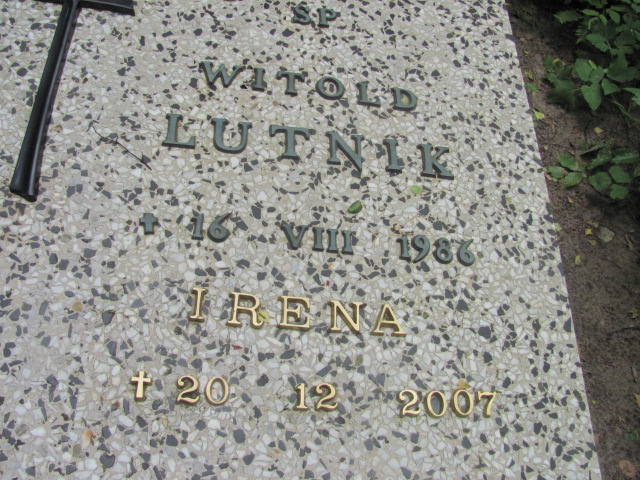 SP
WITOLD
LUTNIK
✝ 16 VIII 1986
IRENA
✝ 20 12 2007